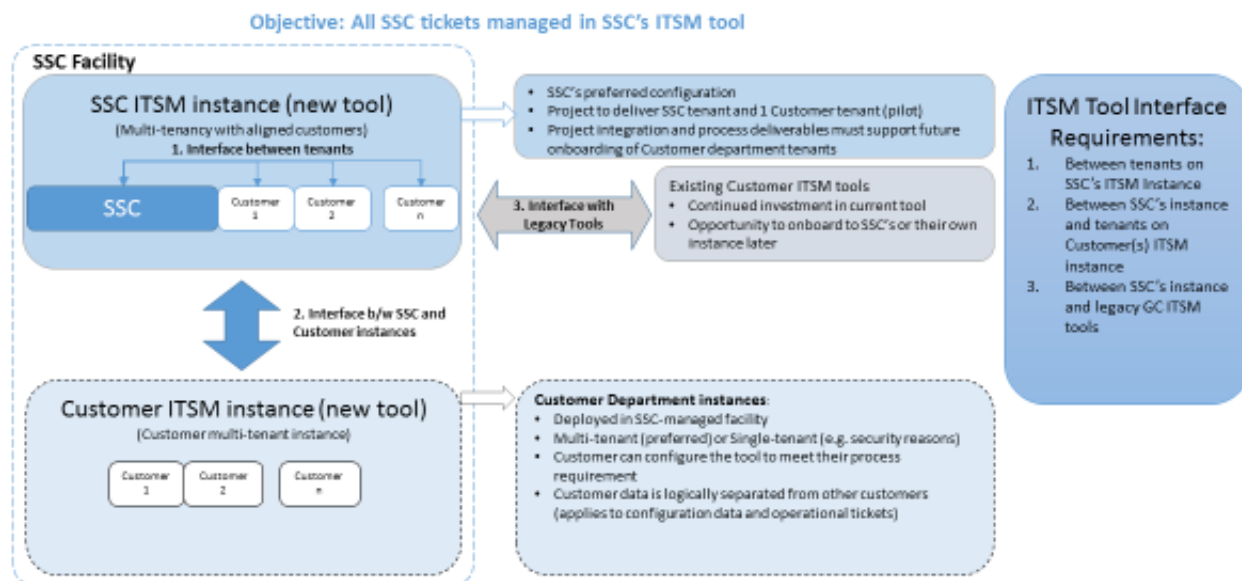 Objective: All SSC tickets managed in SSC's ITSM tool
SSC Facility
SSC ITSM instance (new tool)
(Multi-tenancy with aligned customers)
1. Interface between tenants
SSC
Customer
1
Customer
2
Customer
n
• SSC's preferred configuration
• Project to deliver SSC tenant and 1 Customer tenant (pilot)
• Project integration and process deliverables must support future
onboarding of Customer department tenants
3. Interface with
Legacy Tools
Existing Customer ITSM tools
• Continued investment in current tool
• Opportunity to onboard to SSC's or their own
instance later
ITSM Tool Interface
Requirements:
1. Between tenants on
SSC's ITSM Instance
2. Between SSC's instance
and tenants on
Customer(s) ITSM
instance
3. Between SSC's instance
and legacy GC ITSM
tools
2. Interface b/w SSC and
Customer instances
Customer ITSM instance (new tool)
(Customer multi-tenant instance)
Customer
1
Customer
2
Customer
n
Customer Department instances:
• Deployed in SSC-managed facility
• Multi-tenant (preferred) or Single-tenant (e.g. security reasons)
• Customer can configure the tool to meet their process
requirement
• Customer data is logically separated from other customers
(applies to configuration data and operational tickets)